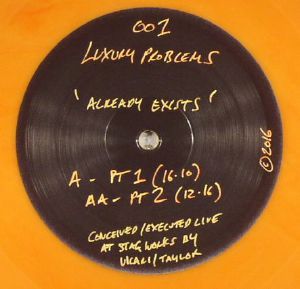 001
LUXURY PROBLEMS
'ALREADY EXISTS'
A - PT 1 (16.10)
AA - PT 2 (12.16)
CONCEIVED/EXECUTED LIVE
AT STAG WORKS BY
VICARI/TAYLOR
©2016